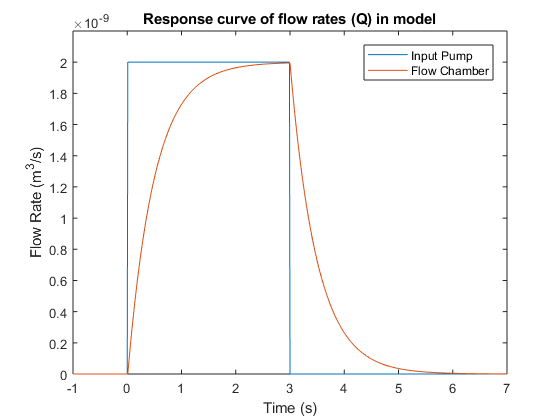 Response curve of flow rates (Q) in model
×10⁻⁹
Input Pump
Flow Chamber
Flow Rate (m³/s)
2
1.8
1.6
1.4
1.2
1
0.8
0.6
0.4
0.2
0
-1 0 1 2 3 4 5 6 7
Time (s)